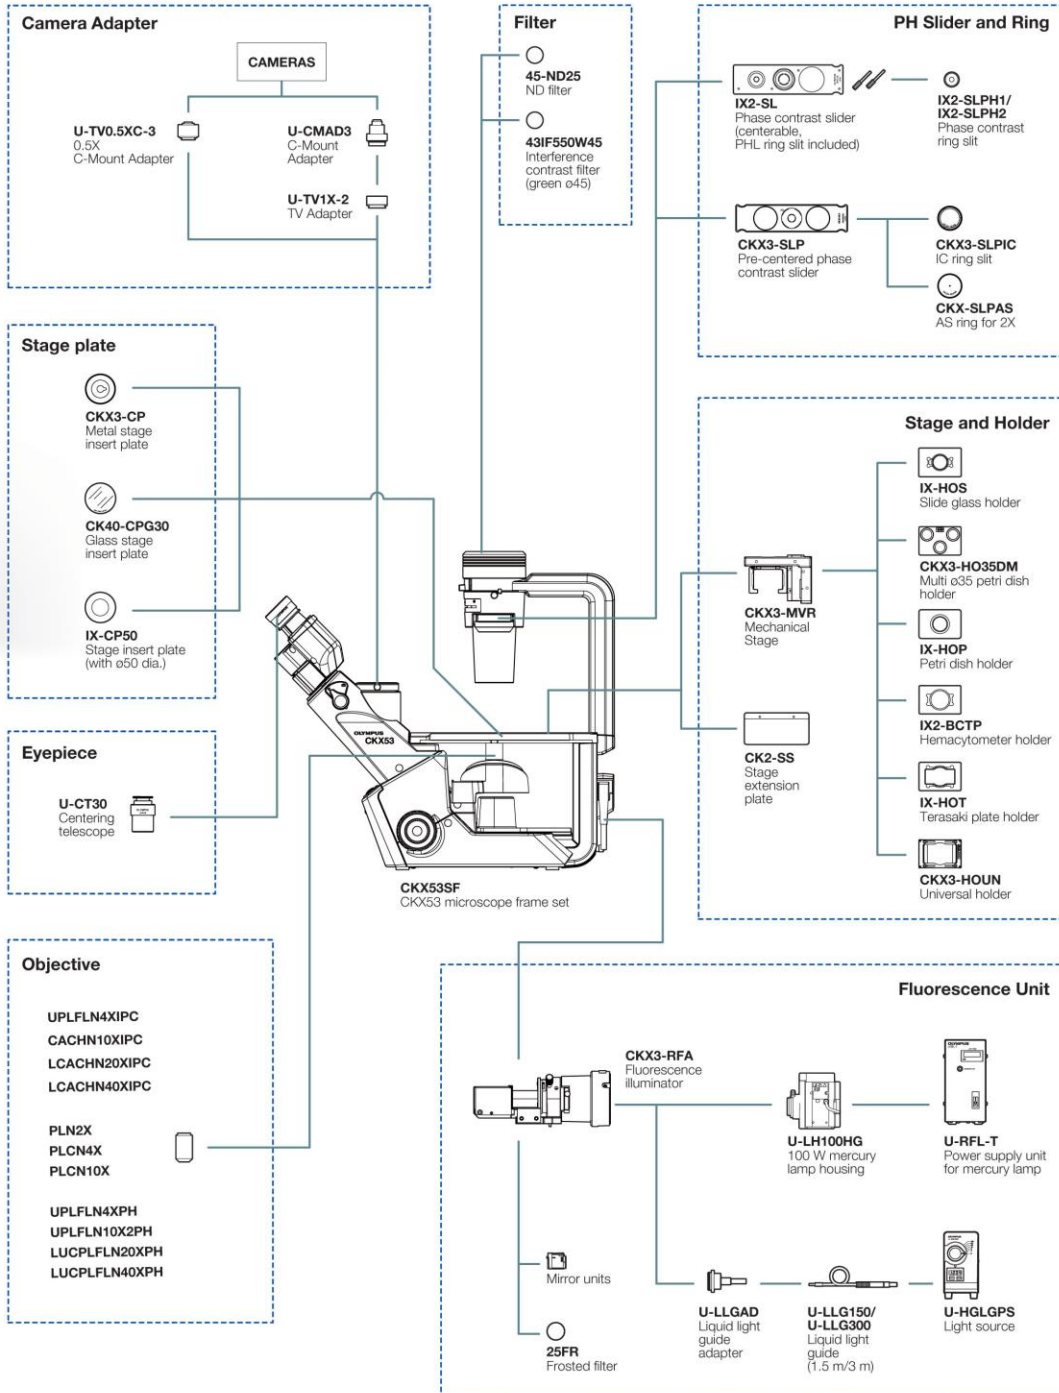 Camera Adapter
CAMERAS
U-TV0.5XC-3
0.5X
C-Mount Adapter
U-CMAD3
C-Mount
Adapter
U-TV1X-2
TV Adapter
Filter
45-ND25
ND filter
43IF550W45
Interference
contrast filter
(green ø45)
PH Slider and Ring
IX2-SL
Phase contrast slider
(centerable,
PHL ring slit included)
IX2-SLPH1/
IX2-SLPH2
Phase contrast
ring slit
CKX3-SLP
Pre-centered phase
contrast slider
CKX3-SLPIC
IC ring slit
CKX-SLPAS
AS ring for 2X
Stage plate
CKX3-CP
Metal stage
insert plate
CK40-CPG30
Glass stage
insert plate
IX-CP50
Stage insert plate
(with ø50 dia.)
Stage and Holder
IX-HOS
Slide glass holder
CKX3-HO35DM
Multi ø35 petri dish
holder
CKX3-MVR
Mechanical
Stage
IX-HOP
Petri dish holder
IX2-BCTP
Hemacytometer holder
CK2-SS
Stage
extension
plate
IX-HOT
Terasaki plate holder
CKX3-HOUN
Universal holder
Eyepiece
U-CT30
Centering
telescope
OLYMPUS
CKX53
CKX53SF
CKX53 microscope frame set
Objective
UPLFLN4XIPC
CACHN10XIPC
LCACHN20XIPC
LCACHN40XIPC
PLN2X
PLCN4X
PLCN10X
UPLFLN4XPH
UPLFLN10X2PH
LUCPLFLN20XPH
LUCPLFLN40XPH
Fluorescence Unit
CKX3-RFA
Fluorescence
illuminator
U-LH100HG
100 W mercury
lamp housing
OLYMPUS
U-RFL-T
Power supply unit
for mercury lamp
Mirror units
25FR
Frosted filter
U-LLGAD
Liquid light
guide
adapter
U-LLG150/
U-LLG300
Liquid light
guide
(1.5 m/3 m)
U-HGLGPS
Light source